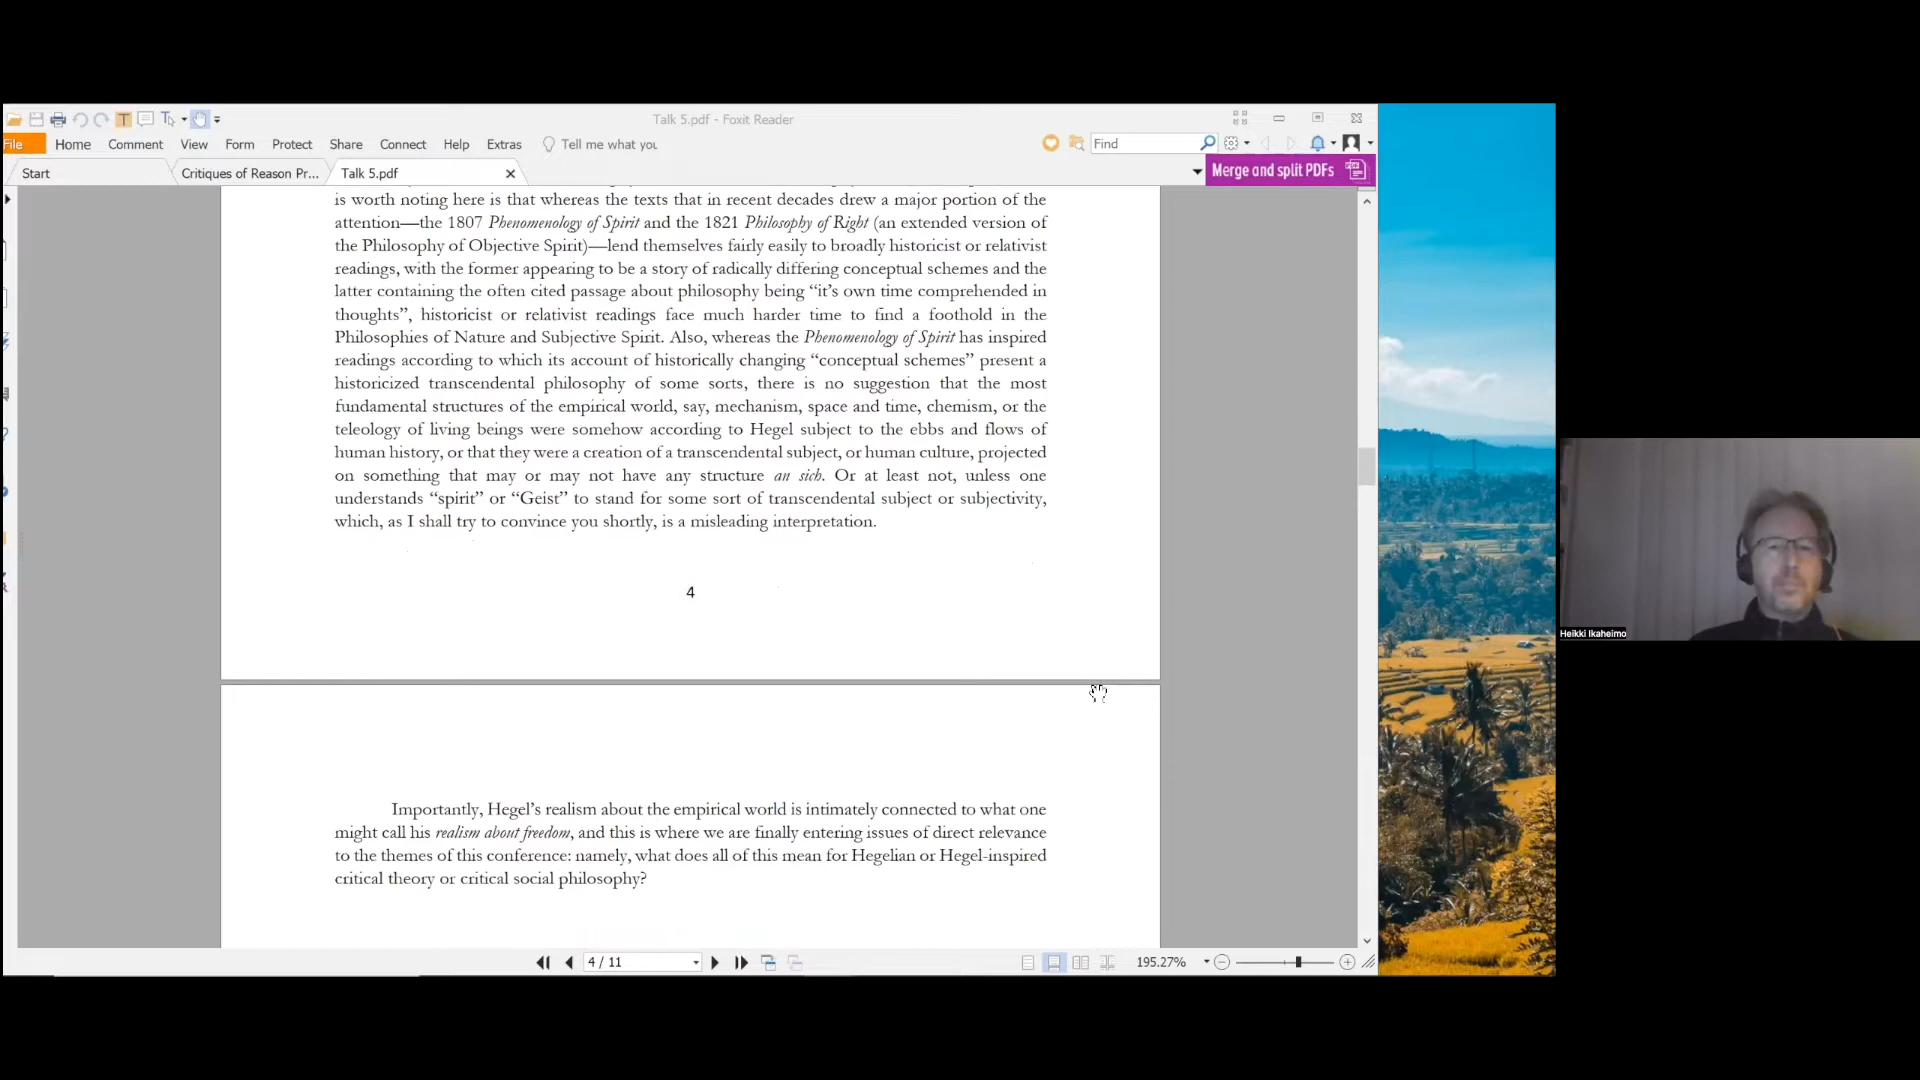 Talk 5.pdf - Foxit Reader
File Home Comment View Form Protect Share Connect Help Extras Tell me what you
Find
Start Critiques of Reason Pr... Talk 5.pdf
Merge and split PDFs
is worth noting here is that whereas the texts that in recent decades drew a major portion of the
attention—the 1807 Phenomenology of Spirit and the 1821 Philosophy of Right (an extended version of
the Philosophy of Objective Spirit)—lend themselves fairly easily to broadly historicist or relativist
readings, with the former appearing to be a story of radically differing conceptual schemes and the
latter containing the often cited passage about philosophy being “it’s own time comprehended in
thoughts”, historicist or relativist readings face much harder time to find a foothold in the
Philosophies of Nature and Subjective Spirit. Also, whereas the Phenomenology of Spirit has inspired
readings according to which its account of historically changing “conceptual schemes” present a
historicized transcendental philosophy of some sorts, there is no suggestion that the most
fundamental structures of the empirical world, say, mechanism, space and time, chemism, or the
teleology of living beings were somehow according to Hegel subject to the ebbs and flows of
human history, or that they were a creation of a transcendental subject, or human culture, projected
on something that may or may not have any structure an sich. Or at least not, unless one
understands “spirit” or “Geist” to stand for some sort of transcendental subject or subjectivity,
which, as I shall try to convince you shortly, is a misleading interpretation.
4
Importantly, Hegel’s realism about the empirical world is intimately connected to what one
might call his realism about freedom, and this is where we are finally entering issues of direct relevance
to the themes of this conference: namely, what does all of this mean for Hegelian or Hegel-inspired
critical theory or critical social philosophy?
4 / 11
195.27%
Heikki Ikaheimo